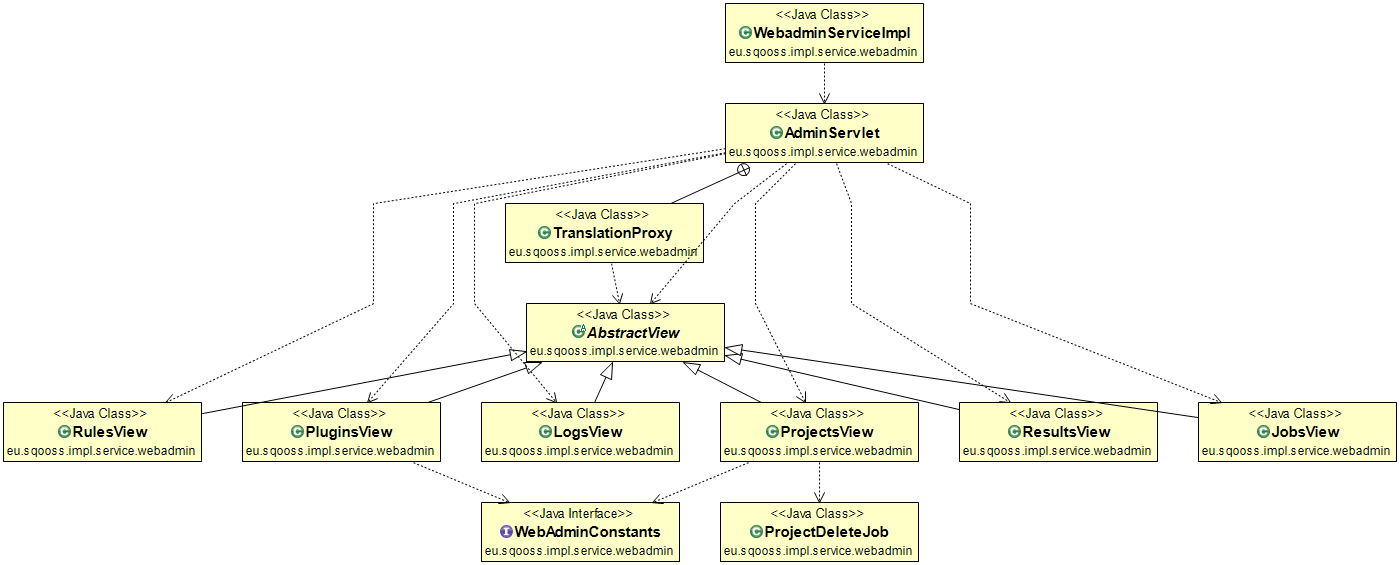 <<Java Class>>
WebadminServiceImpl
eu.sqooss.impl.service.webadmin
<<Java Class>>
AdminServlet
eu.sqooss.impl.service.webadmin
<<Java Class>>
TranslationProxy
eu.sqooss.impl.service.webadmin
<<Java Class>>
AbstractView
eu.sqooss.impl.service.webadmin
<<Java Class>>
RulesView
eu.sqooss.impl.service.webadmin
<<Java Class>>
PluginsView
eu.sqooss.impl.service.webadmin
<<Java Class>>
LogsView
eu.sqooss.impl.service.webadmin
<<Java Class>>
ProjectsView
eu.sqooss.impl.service.webadmin
<<Java Class>>
ResultsView
eu.sqooss.impl.service.webadmin
<<Java Class>>
JobsView
eu.sqooss.impl.service.webadmin
<<Java Interface>>
WebAdminConstants
eu.sqooss.impl.service.webadmin
<<Java Class>>
ProjectDeleteJob
eu.sqooss.impl.service.webadmin